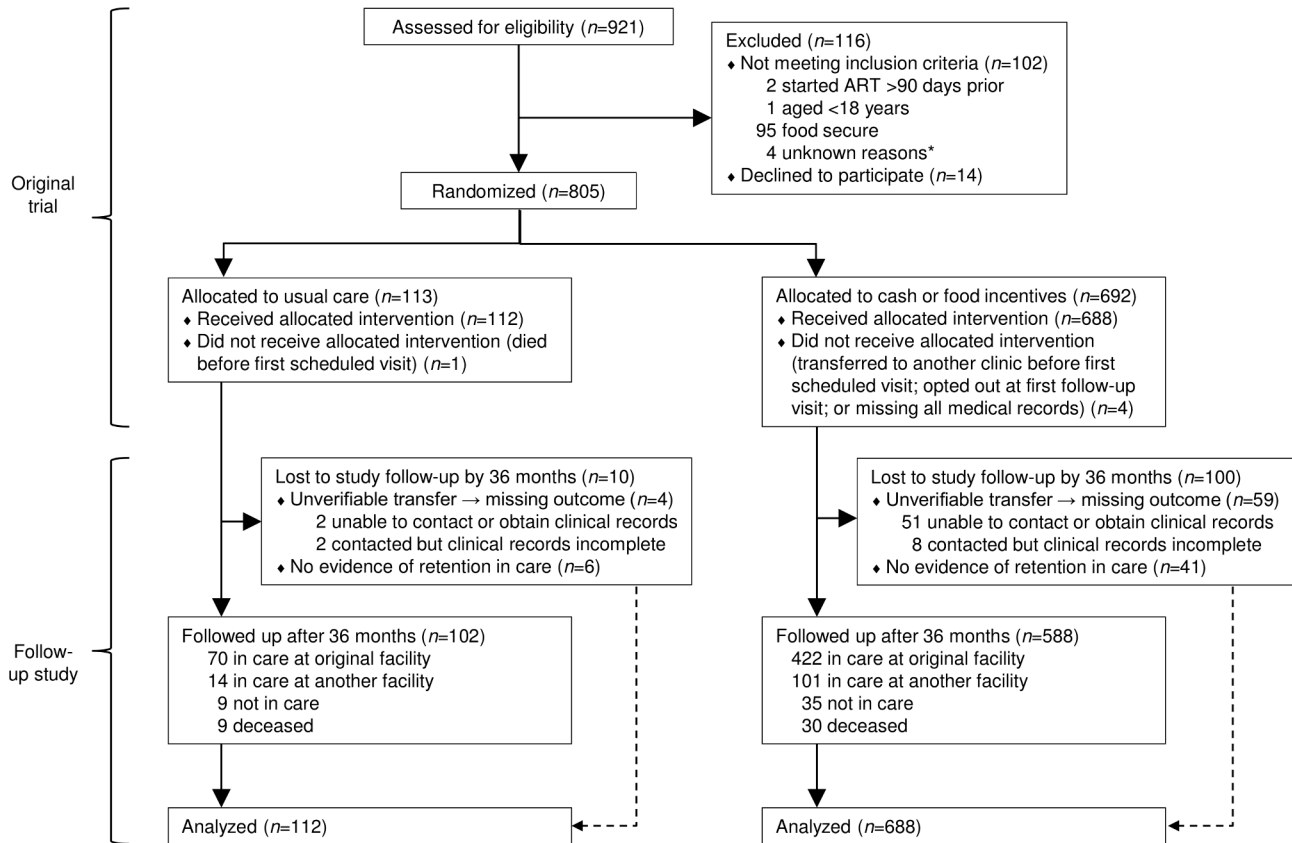 Assessed for eligibility (n=921)
Excluded (n=116)
♦ Not meeting inclusion criteria (n=102)
2 started ART >90 days prior
1 aged <18 years
95 food secure
4 unknown reasons*
♦ Declined to participate (n=14)
Original
trial
Randomized (n=805)
Allocated to usual care (n=113)
♦ Received allocated intervention (n=112)
♦ Did not receive allocated intervention (died
before first scheduled visit) (n=1)
Allocated to cash or food incentives (n=692)
♦ Received allocated intervention (n=688)
♦ Did not receive allocated intervention
(transferred to another clinic before first
scheduled visit; opted out at first follow-up
visit; or missing all medical records) (n=4)
Follow-
up study
Lost to study follow-up by 36 months (n=10)
♦ Unverifiable transfer → missing outcome (n=4)
2 unable to contact or obtain clinical records
2 contacted but clinical records incomplete
♦ No evidence of retention in care (n=6)
Lost to study follow-up by 36 months (n=100)
♦ Unverifiable transfer → missing outcome (n=59)
51 unable to contact or obtain clinical records
8 contacted but clinical records incomplete
♦ No evidence of retention in care (n=41)
Followed up after 36 months (n=102)
70 in care at original facility
14 in care at another facility
9 not in care
9 deceased
Followed up after 36 months (n=588)
422 in care at original facility
101 in care at another facility
35 not in care
30 deceased
Analyzed (n=112)
Analyzed (n=688)